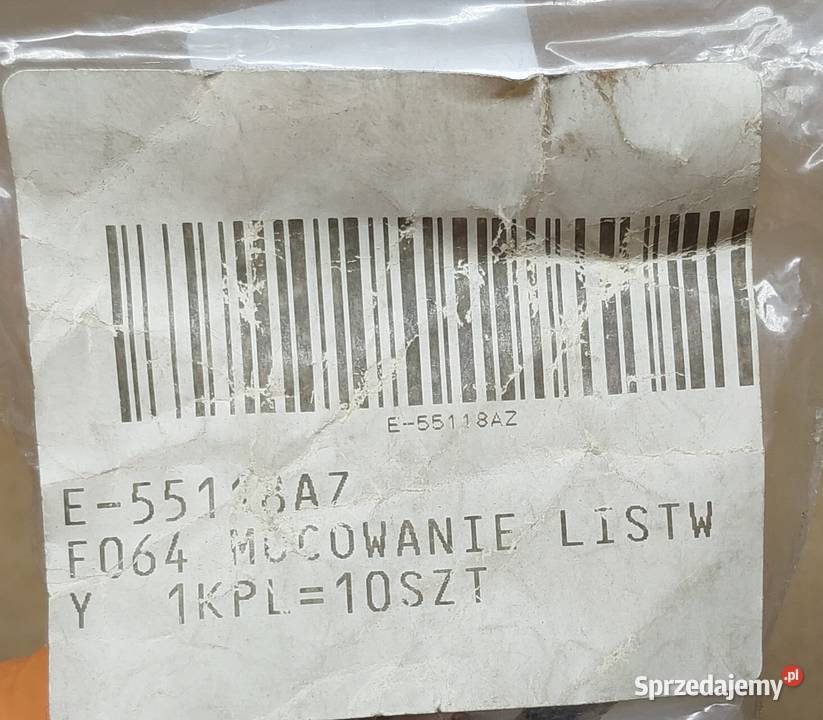 E-55118AZ
E-55118AZ
F064 MOCOWANIE LISTW
Y 1KPL=10SZT
Sprzedajemy.pl